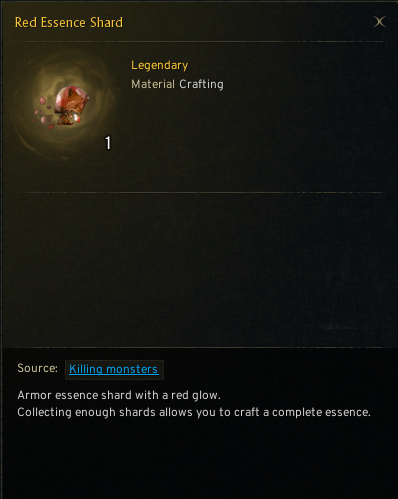 Red Essence Shard
Legendary
Material Crafting
1
Source: Killing monsters
Armor essence shard with a red glow.
Collecting enough shards allows you to craft a complete essence.